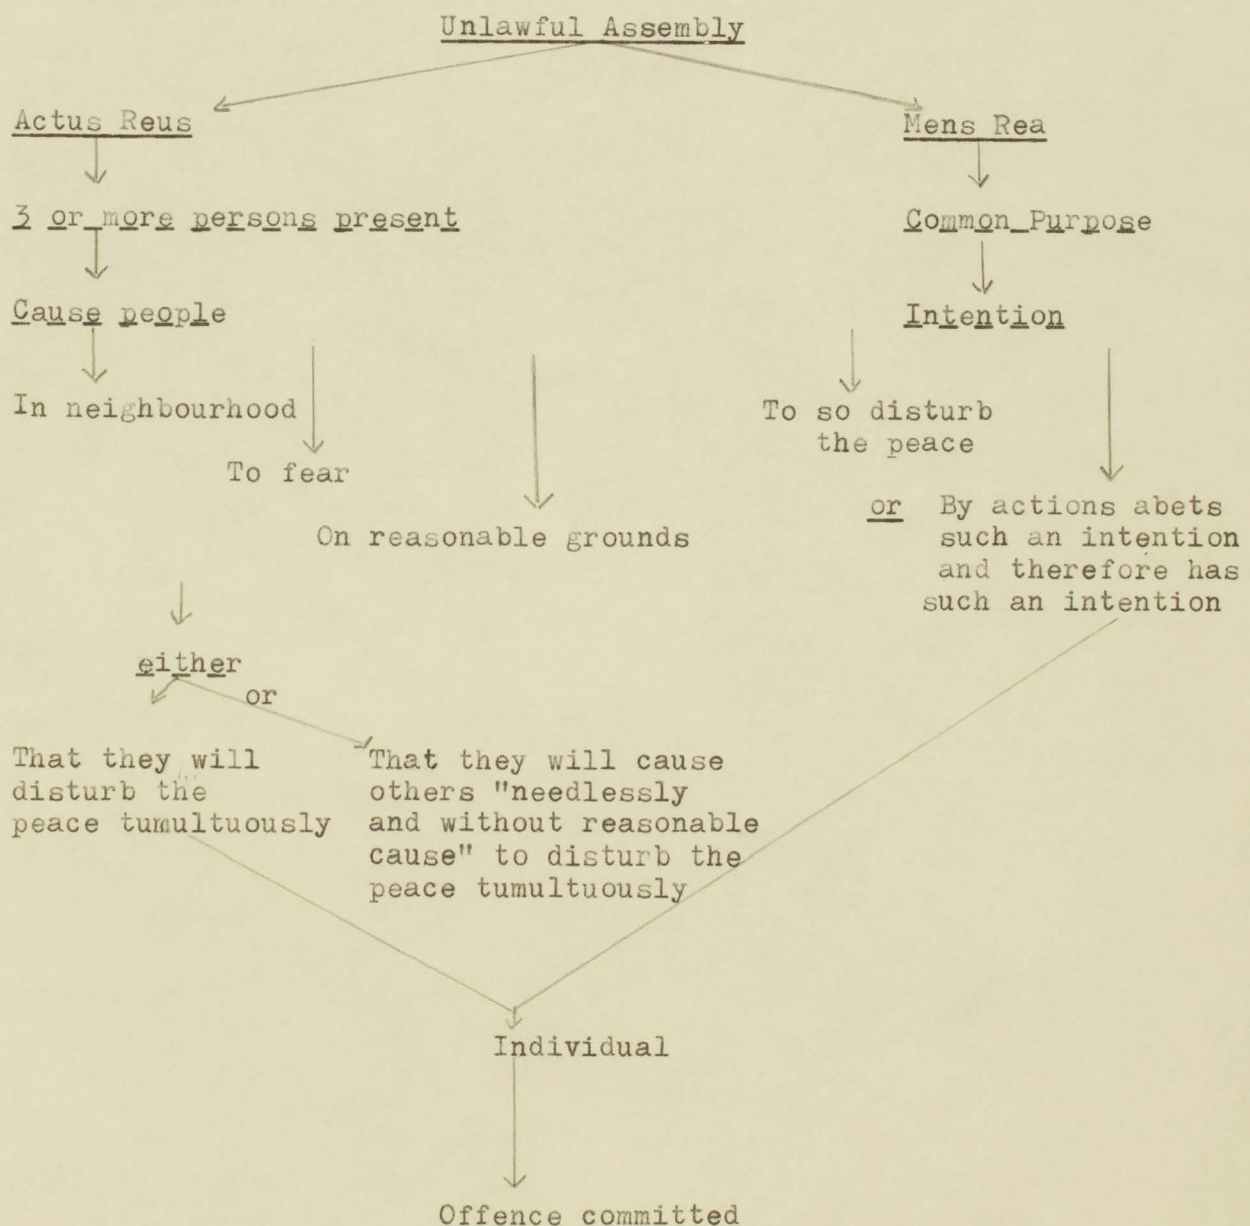 Unlawful Assembly
Actus Reus
Mens Rea
3 or more persons present
Common Purpose
Cause people
Intention
In neighbourhood
To so disturb
the peace
To fear
On reasonable grounds
or By actions abets
such an intention
and therefore has
such an intention
either
or
That they will
disturb the
peace tumultuously
That they will cause
others "needlessly
and without reasonable
cause" to disturb the
peace tumultuously
Individual
Offence committed